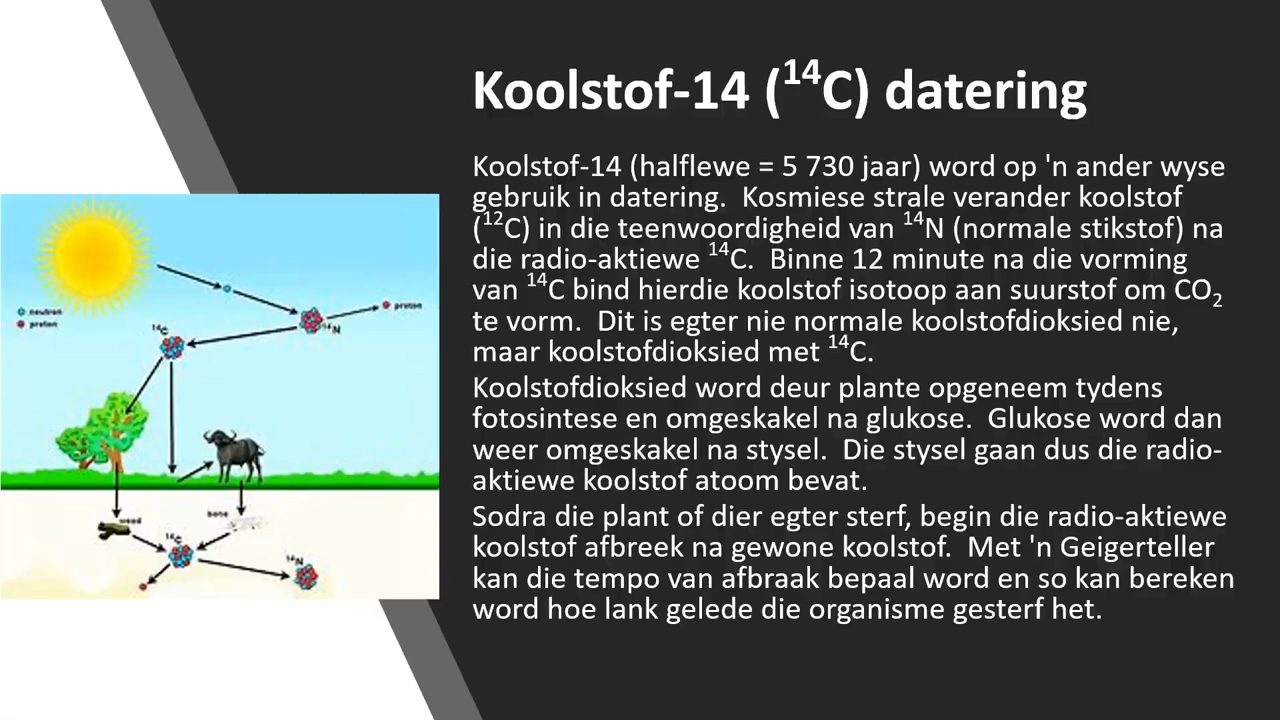 Koolstof-14 (¹⁴C) datering
Koolstof-14 (halflewe = 5 730 jaar) word op 'n ander wyse
gebruik in datering.  Kosmiese strale verander koolstof
(¹²C) in die teenwoordigheid van ¹⁴N (normale stikstof) na
die radio-aktiewe ¹⁴C.  Binne 12 minute na die vorming
van ¹⁴C bind hierdie koolstof isotoop aan suurstof om CO₂
te vorm.  Dit is egter nie normale koolstofdioksied nie,
maar koolstofdioksied met ¹⁴C.
Koolstofdioksied word deur plante opgeneem tydens
fotosintese en omgeskakel na glukose.  Glukose word dan
weer omgeskakel na stysel.  Die stysel gaan dus die radio-
aktiewe koolstof atoom bevat.
Sodra die plant of dier egter sterf, begin die radio-aktiewe
koolstof afbreek na gewone koolstof.  Met 'n Geigerteller
kan die tempo van afbraak bepaal word en so kan bereken
word hoe lank gelede die organisme gesterf het.
neutron
proton
proton
¹⁴N
¹⁴C
wood
bone
¹⁴C
¹⁴N